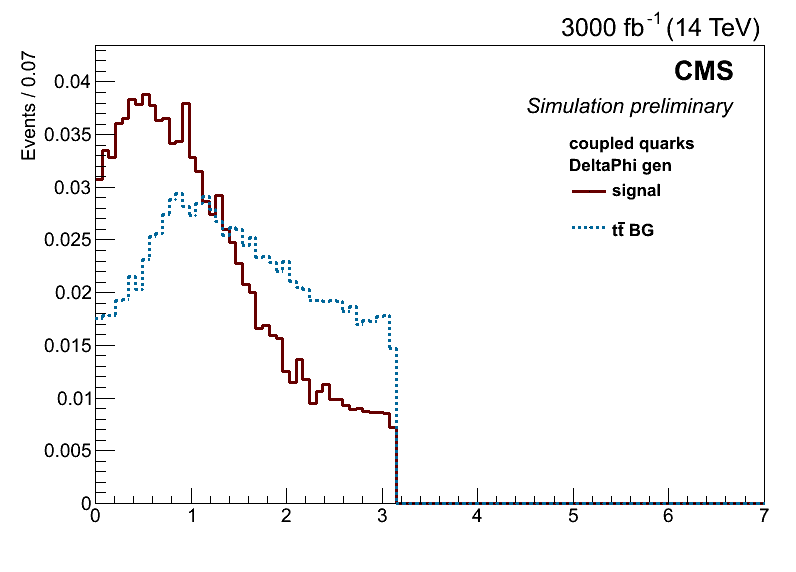 3000 fb-1 (14 TeV)
Events / 0.07
CMS
Simulation preliminary
coupled quarks
DeltaPhi gen
signal
tt̄ BG
0.04
0.035
0.03
0.025
0.02
0.015
0.01
0.005
0
0 1 2 3 4 5 6 7